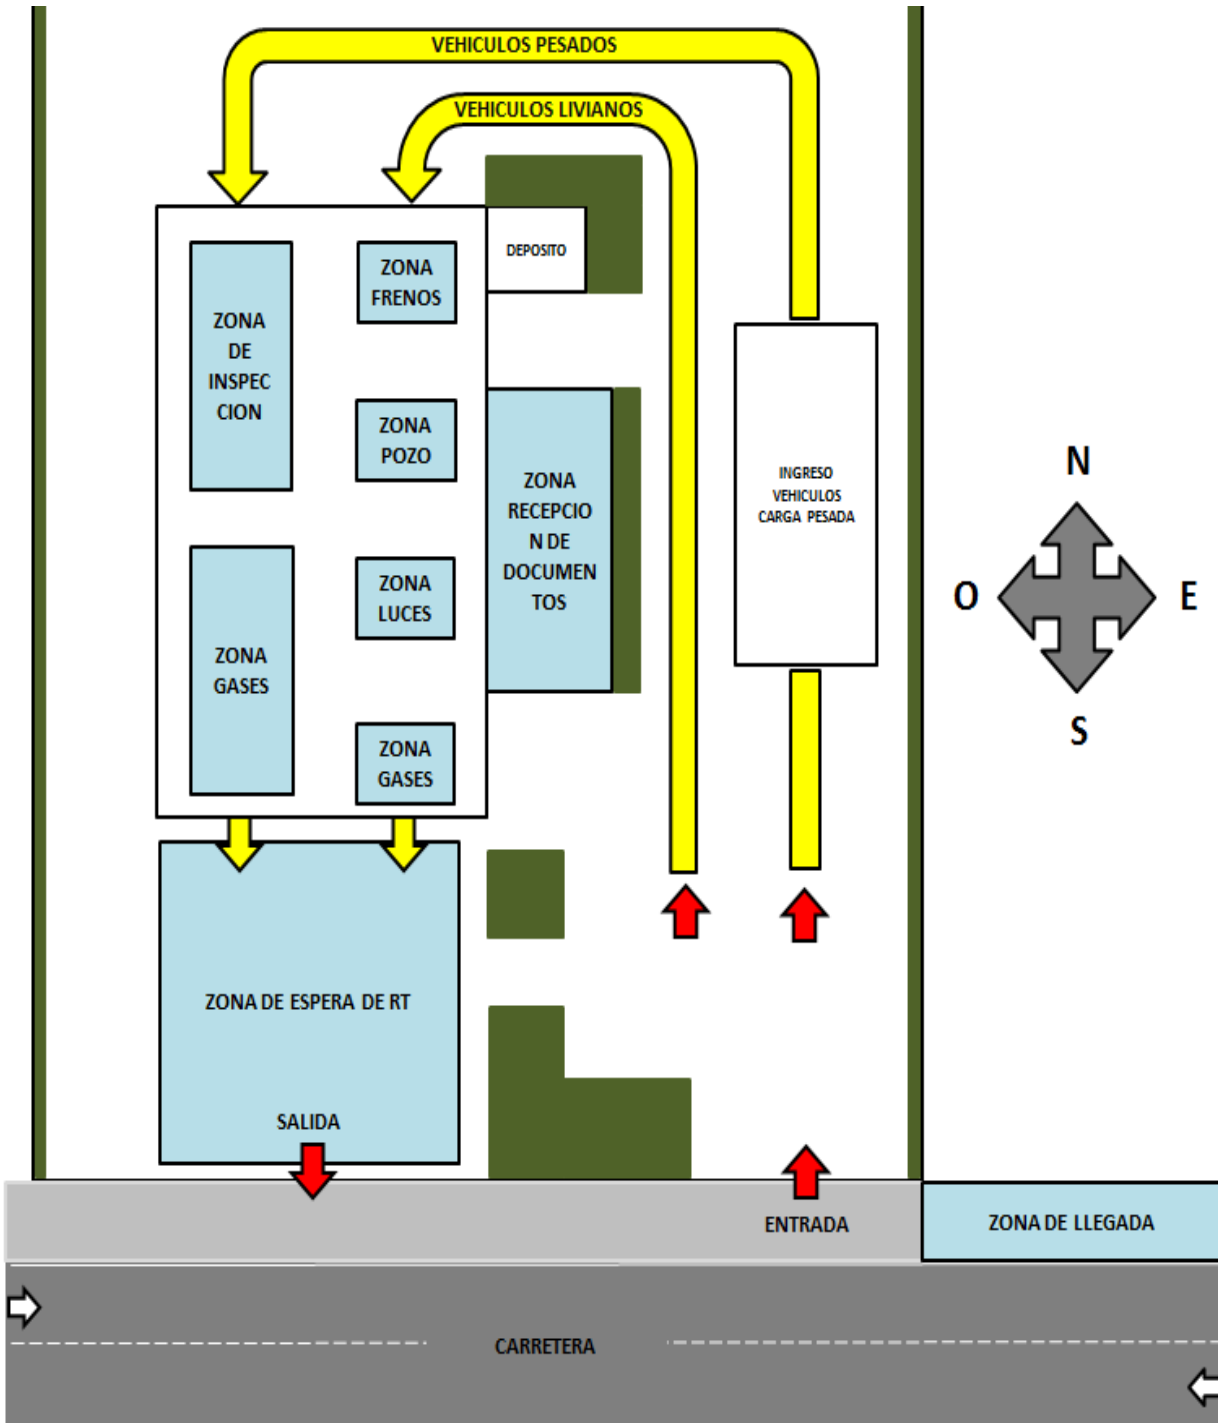 VEHICULOS PESADOS
VEHICULOS LIVIANOS
DEPOSITO
ZONA
FRENOS
ZONA
DE
INSPEC
CION
ZONA
POZO
ZONA
RECEPCIO
N DE
DOCUMEN
TOS
INGRESO
VEHICULOS
CARGA PESADA
N
O
E
S
ZONA
LUCES
ZONA
GASES
ZONA
GASES
ZONA DE ESPERA DE RT
SALIDA
ENTRADA
ZONA DE LLEGADA
CARRETERA